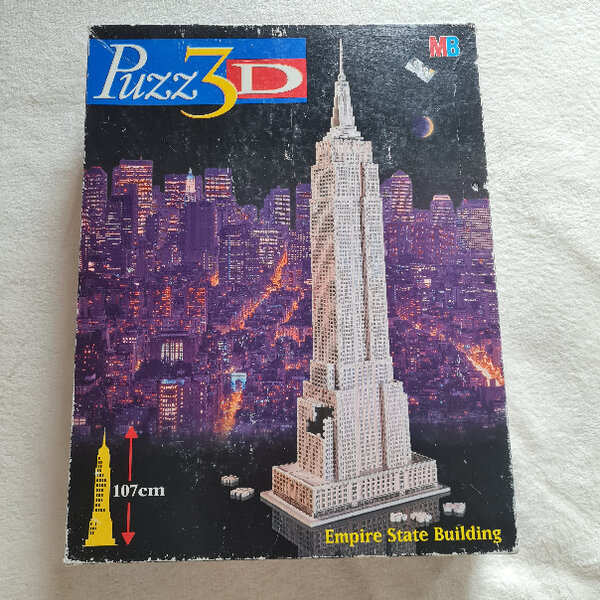 Puzz3D
MB
107cm
Empire State Building